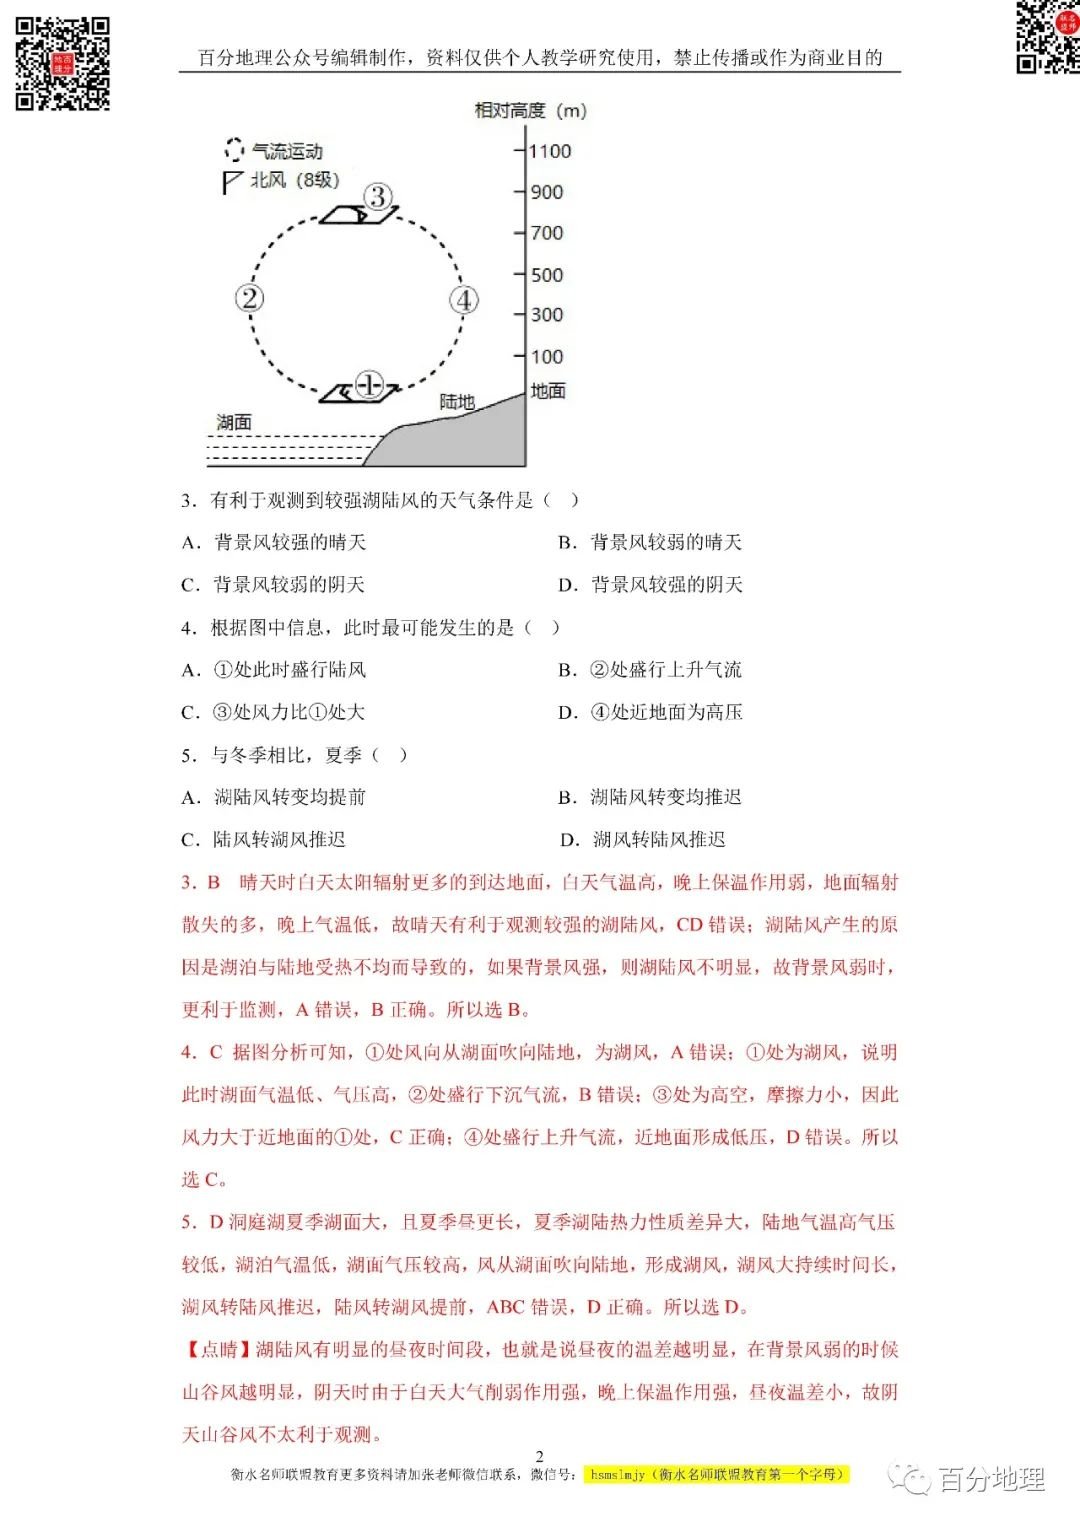 百分地理公众号编辑制作，资料仅供个人教学研究使用，禁止传播或作为商业目的
相对高度（m）
气流运动
北风（8级）
1100
900
700
500
300
100
地面
③
②
④
①
陆地
湖面
3．有利于观测到较强湖陆风的天气条件是（　）
A．背景风较强的晴天
B．背景风较弱的晴天
C．背景风较弱的阴天
D．背景风较强的阴天
4．根据图中信息，此时最可能发生的是（　）
A．①处此时盛行陆风
B．②处盛行上升气流
C．③处风力比①处大
D．④处近地面为高压
5．与冬季相比，夏季（　）
A．湖陆风转变均提前
B．湖陆风转变均推迟
C．陆风转湖风推迟
D．湖风转陆风推迟
3．B　晴天时白天太阳辐射更多的到达地面，白天气温高，晚上保温作用弱，地面辐射
散失的多，晚上气温低，故晴天有利于观测较强的湖陆风，CD 错误；湖陆风产生的原
因是湖泊与陆地受热不均而导致的，如果背景风强，则湖陆风不明显，故背景风弱时，
更利于监测，A 错误，B 正确。所以选 B。
4．C 据图分析可知，①处风向从湖面吹向陆地，为湖风，A 错误；①处为湖风，说明
此时湖面气温低、气压高，②处盛行下沉气流，B 错误；③处为高空，摩擦力小，因此
风力大于近地面的①处，C 正确；④处盛行上升气流，近地面形成低压，D 错误。所以
选 C。
5．D 洞庭湖夏季湖面大，且夏季昼更长，夏季湖陆热力性质差异大，陆地气温高气压
较低，湖泊气温低，湖面气压较高，风从湖面吹向陆地，形成湖风，湖风大持续时间长，
湖风转陆风推迟，陆风转湖风提前，ABC 错误，D 正确。所以选 D。
【点睛】湖陆风有明显的昼夜时间段，也就是说昼夜的温差越明显，在背景风弱的时候
山谷风越明显，阴天时由于白天大气削弱作用强，晚上保温作用强，昼夜温差小，故阴
天山谷风不太利于观测。
2
衡水名师联盟教育更多资料请加张老师微信联系，微信号： hsmslmjy（衡水名师联盟教育第一个字母）
百分地理